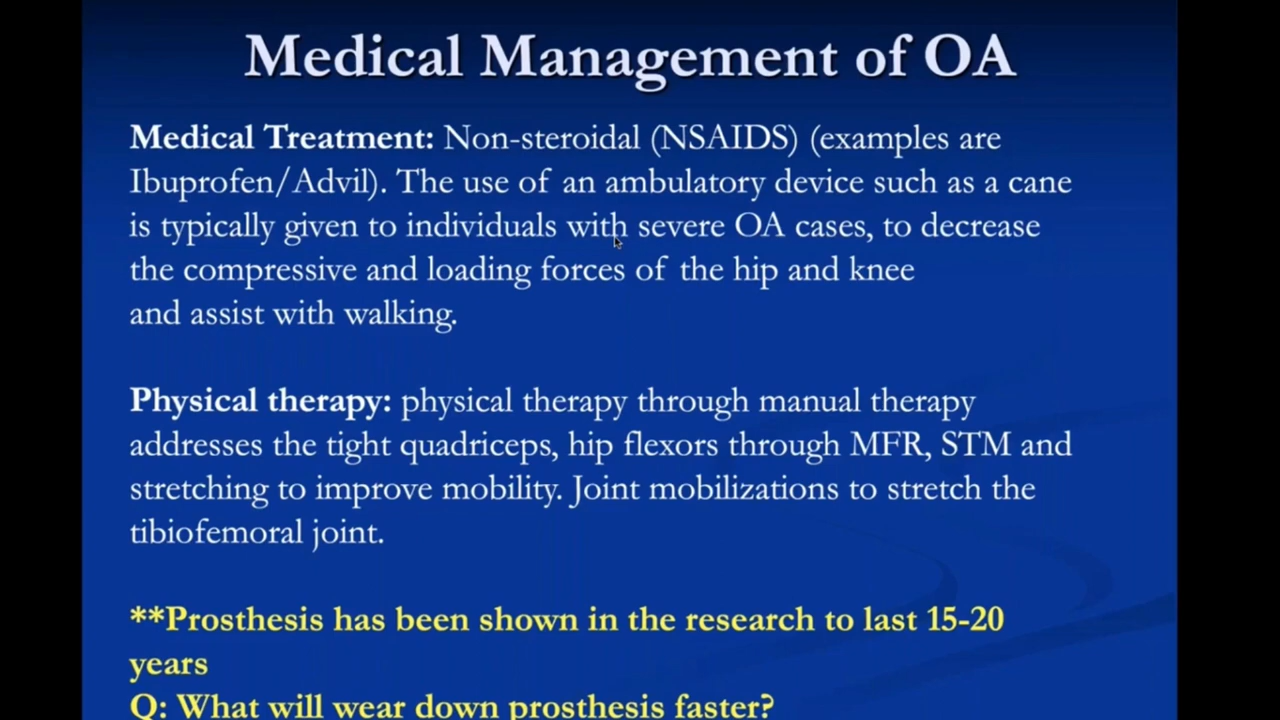 Medical Management of OA
Medical Treatment: Non-steroidal (NSAIDS) (examples are
Ibuprofen/Advil). The use of an ambulatory device such as a cane
is typically given to individuals with severe OA cases, to decrease
the compressive and loading forces of the hip and knee
and assist with walking.
Physical therapy: physical therapy through manual therapy
addresses the tight quadriceps, hip flexors through MFR, STM and
stretching to improve mobility. Joint mobilizations to stretch the
tibiofemoral joint.
**Prosthesis has been shown in the research to last 15-20
years
Q: What will wear down prosthesis faster?